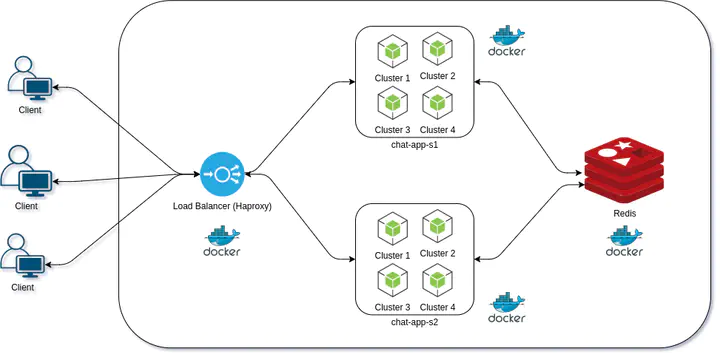 Client
Client
Client
Load Balancer (Haproxy)
docker
Cluster 1
Cluster 2
Cluster 3
Cluster 4
chat-app-s1
docker
Cluster 1
Cluster 2
Cluster 3
Cluster 4
chat-app-s2
docker
Redis
docker